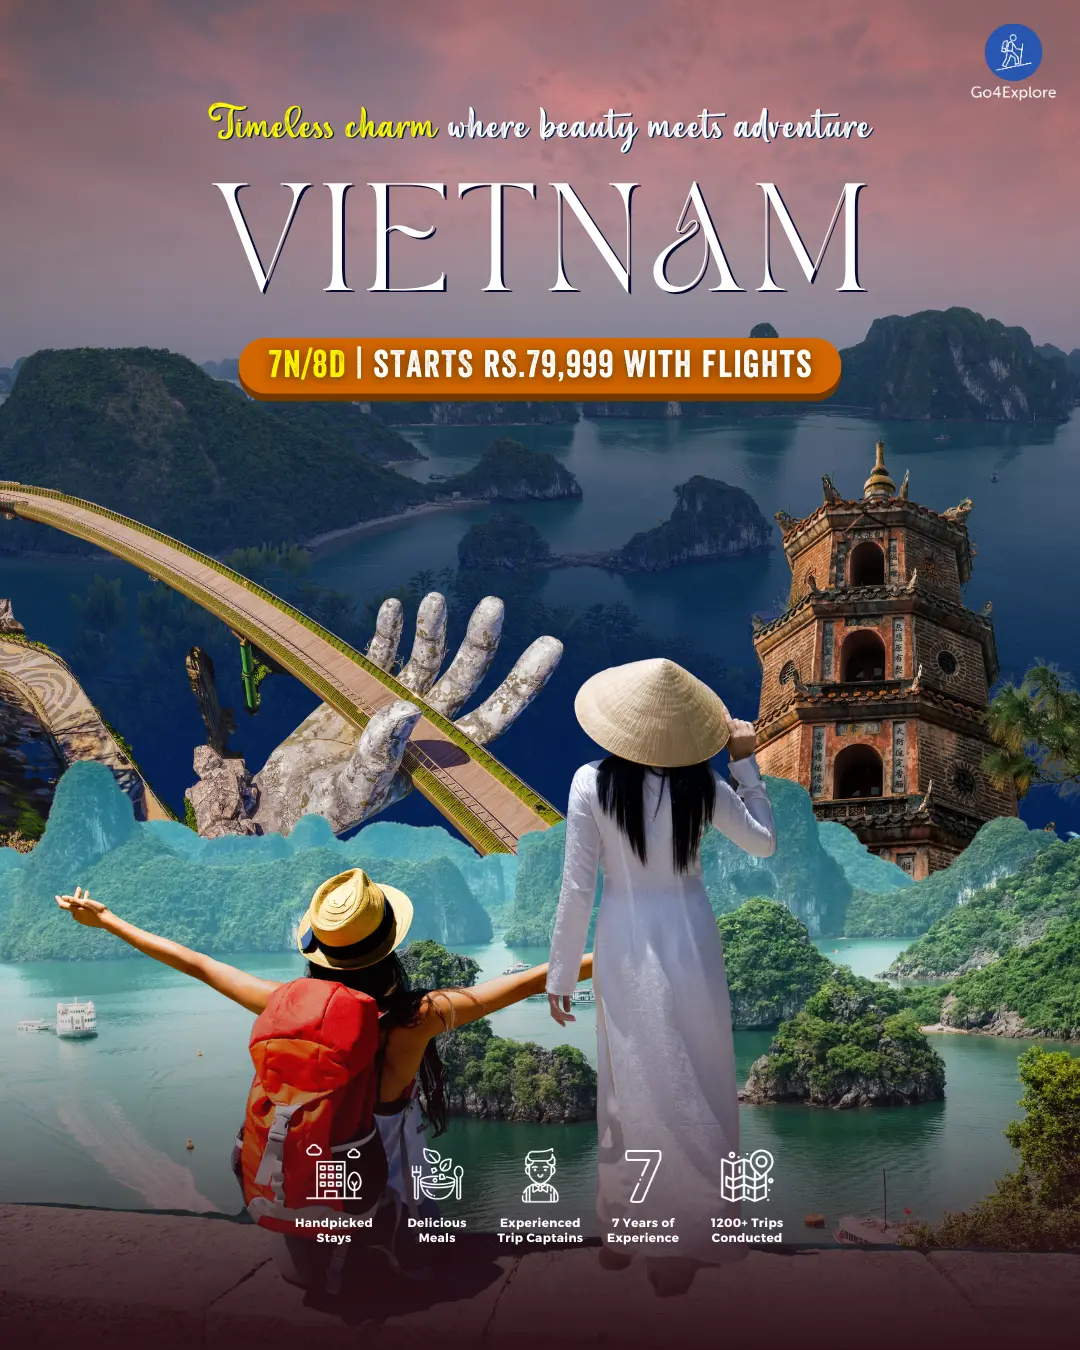 Go4Explore
Timeless charm where beauty meets adventure
VIETNAM
7N/8D | STARTS RS.79,999 WITH FLIGHTS
7
Handpicked
Stays
Delicious
Meals
Experienced
Trip Captains
7 Years of
Experience
1200+ Trips
Conducted